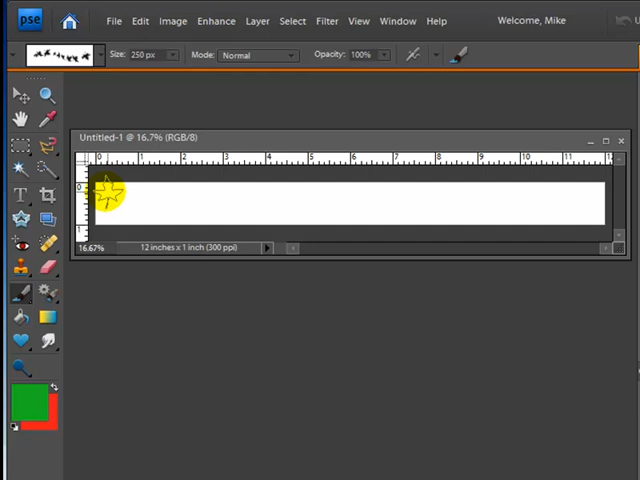 pse File Edit Image Enhance Layer Select Filter View Window Help Welcome, Mike
Size: 250 px Mode: Normal Opacity: 100%
Untitled-1 @ 16.7% (RGB/8)
0 1 2 3 4 5 6 7 8 9 10 11
0
1
16.67% 12 inches x 1 inch (300 ppi)